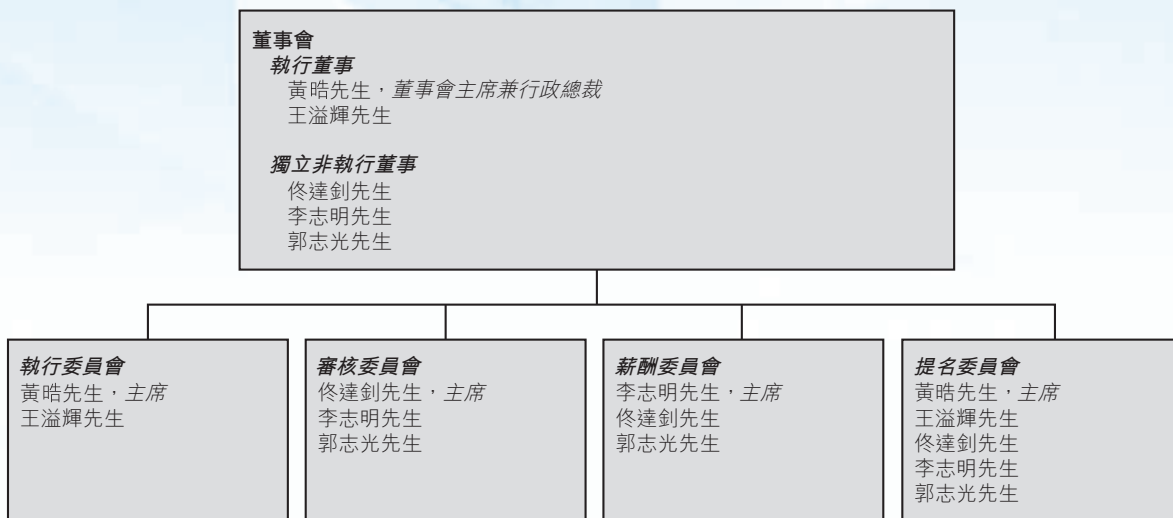 董事會
執行董事
黃晧先生，董事會主席兼行政總裁
王溢輝先生
獨立非執行董事
佟達釗先生
李志明先生
郭志光先生
執行委員會
黃晧先生，主席
王溢輝先生
審核委員會
佟達釗先生，主席
李志明先生
郭志光先生
薪酬委員會
李志明先生，主席
佟達釗先生
郭志光先生
提名委員會
黃晧先生，主席
王溢輝先生
佟達釗先生
李志明先生
郭志光先生